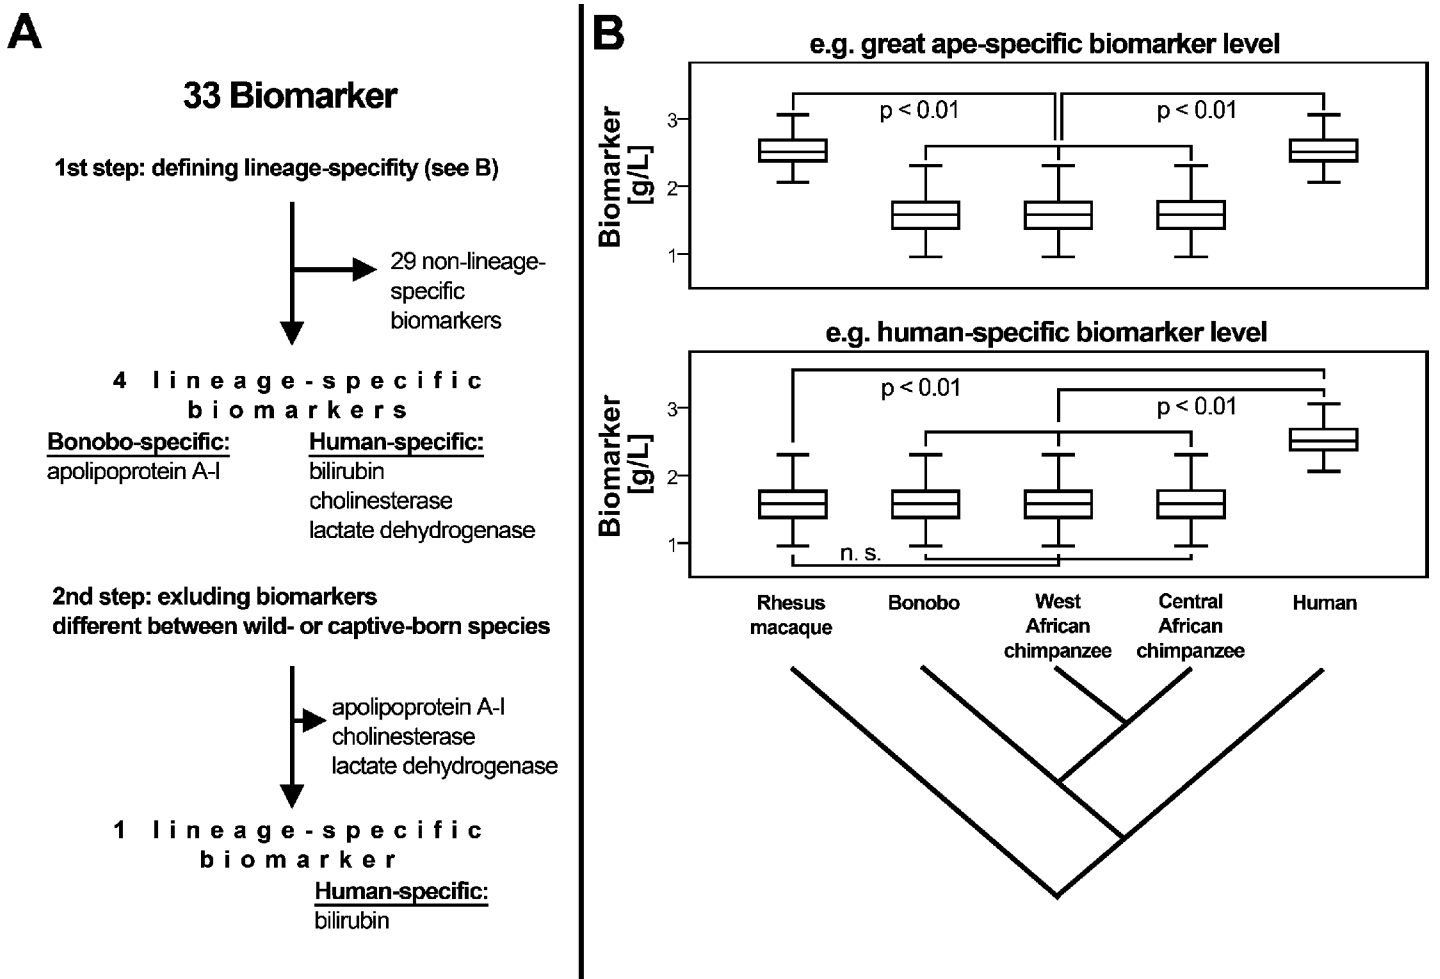 A
33 Biomarker
1st step: defining lineage-specifity (see B)
29 non-lineage-
specific
biomarkers
4 lineage-specific
biomarkers
Bonobo-specific:
apolipoprotein A-I
Human-specific:
bilirubin
cholinesterase
lactate dehydrogenase
2nd step: exluding biomarkers
different between wild- or captive-born species
apolipoprotein A-I
cholinesterase
lactate dehydrogenase
1 lineage-specific
biomarker
Human-specific:
bilirubin
B
e.g. great ape-specific biomarker level
Biomarker
[g/L]
3
2
1
p < 0.01
p < 0.01
e.g. human-specific biomarker level
Biomarker
[g/L]
3
2
1
p < 0.01
p < 0.01
n. s.
Rhesus
macaque
Bonobo
West
African
chimpanzee
Central
African
chimpanzee
Human